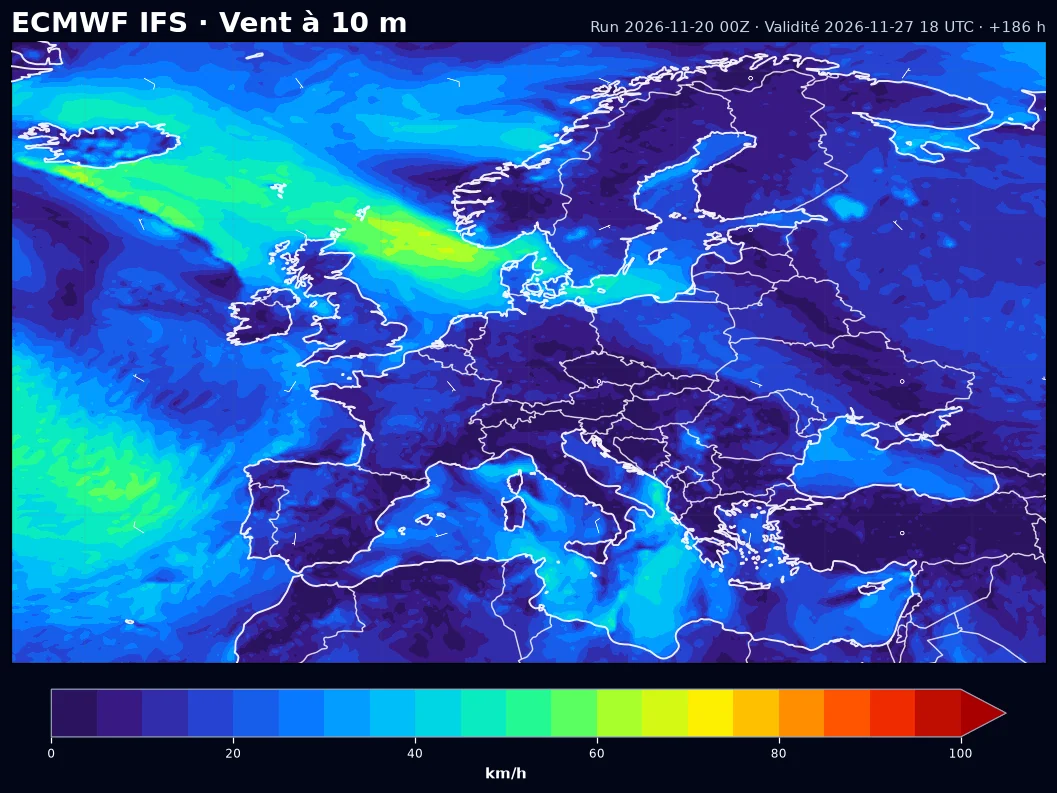 ECMWF IFS · Vent à 10 m
Run 2026-11-20 00Z · Validité 2026-11-27 18 UTC · +186 h
0 20 40 60 80 100
km/h